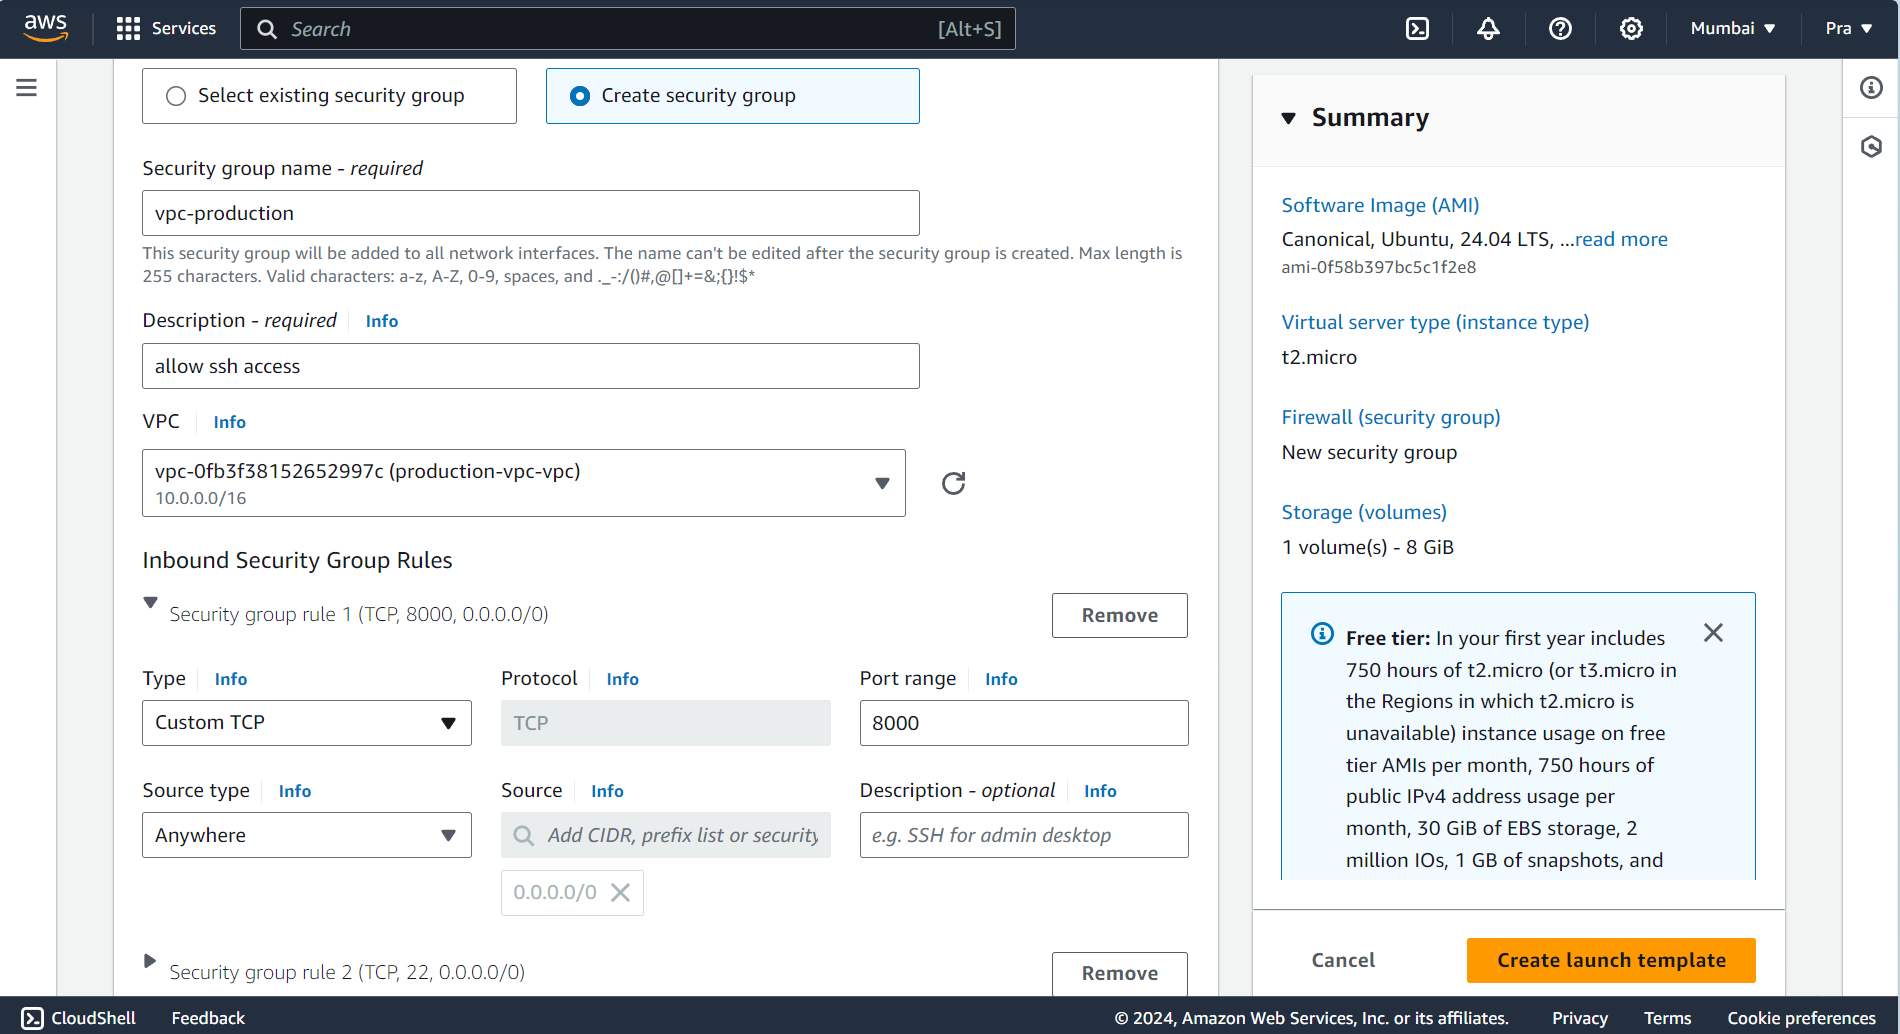 aws
Services
Search
[Alt+S]
Mumbai
Pra
Select existing security group
Create security group
Security group name - required
vpc-production
This security group will be added to all network interfaces. The name can't be edited after the security group is created. Max length is
255 characters. Valid characters: a-z, A-Z, 0-9, spaces, and ._-:/()#,@[]+=&;{}!$*
Description - required
Info
allow ssh access
VPC
Info
vpc-0fb3f38152652997c (production-vpc-vpc)
10.0.0.0/16
Inbound Security Group Rules
Security group rule 1 (TCP, 8000, 0.0.0.0/0)
Remove
Type
Info
Protocol
Info
Port range
Info
Custom TCP
TCP
8000
Source type
Info
Source
Info
Description - optional
Info
Anywhere
Add CIDR, prefix list or security
e.g. SSH for admin desktop
0.0.0.0/0
Security group rule 2 (TCP, 22, 0.0.0.0/0)
Remove
Summary
Software Image (AMI)
Canonical, Ubuntu, 24.04 LTS, ...read more
ami-0f58b397bc5c1f2e8
Virtual server type (instance type)
t2.micro
Firewall (security group)
New security group
Storage (volumes)
1 volume(s) - 8 GiB
Free tier: In your first year includes
750 hours of t2.micro (or t3.micro in
the Regions in which t2.micro is
unavailable) instance usage on free
tier AMIs per month, 750 hours of
public IPv4 address usage per
month, 30 GiB of EBS storage, 2
million IOs, 1 GB of snapshots, and
Cancel
Create launch template
CloudShell
Feedback
© 2024, Amazon Web Services, Inc. or its affiliates.
Privacy
Terms
Cookie preferences